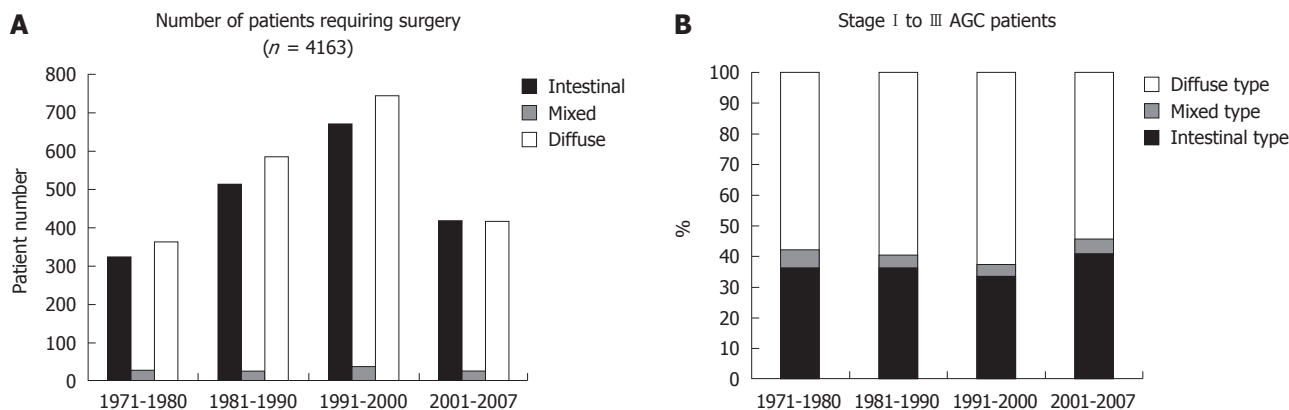 A
Number of patients requiring surgery
(n = 4163)
800
700
600
500
400
300
200
100
0
Patient number
Intestinal
Mixed
Diffuse
1971-1980 1981-1990 1991-2000 2001-2007
B
Stage Ⅰ to Ⅲ AGC patients
100
90
80
70
60
50
40
30
20
10
0
%
Diffuse type
Mixed type
Intestinal type
1971-1980 1981-1990 1991-2000 2001-2007